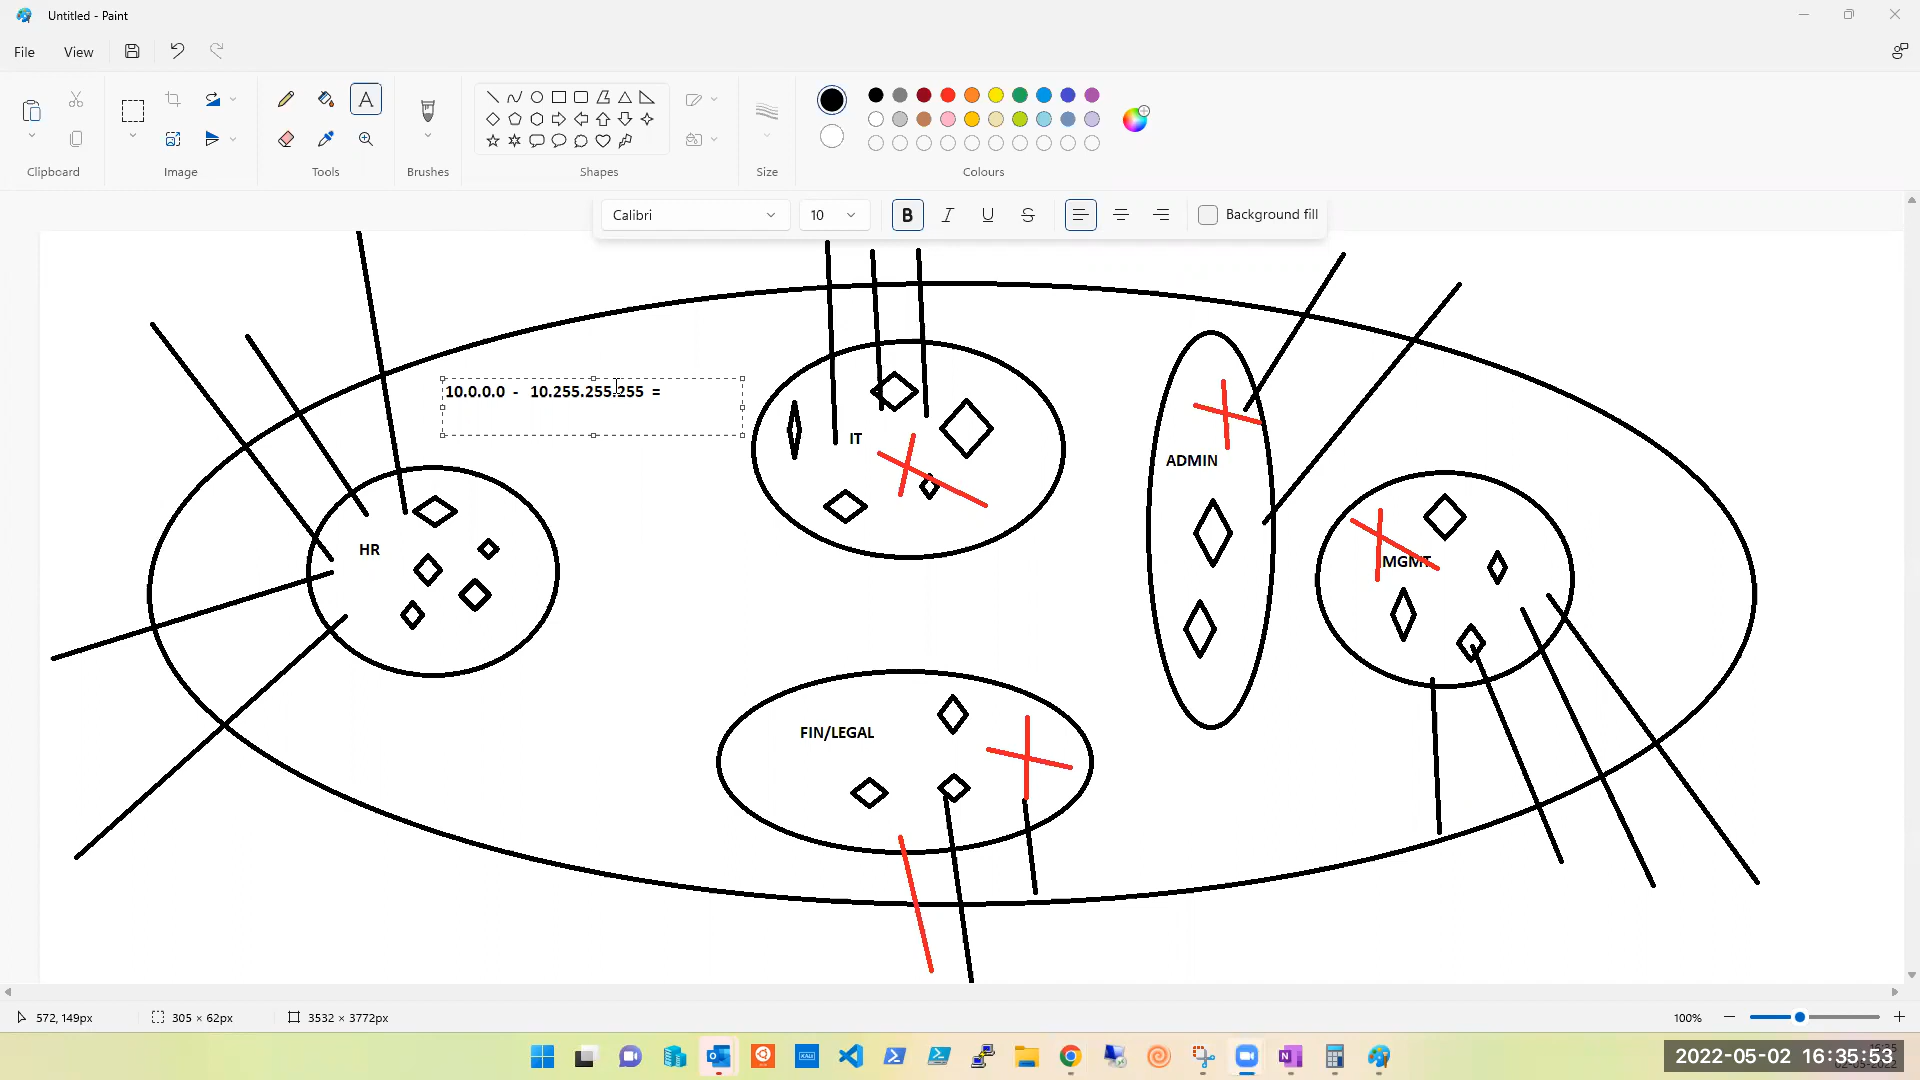 Untitled - Paint
File
View
Clipboard
Image
Tools
Brushes
Shapes
Size
Colours
Calibri
10
B
I
U
S
Background fill
10.0.0.0 - 10.255.255.255 =
IT
ADMIN
HR
MGMT
FIN/LEGAL
572, 149px
305 × 62px
3532 × 3772px
100%
2022-05-02 16:35:53